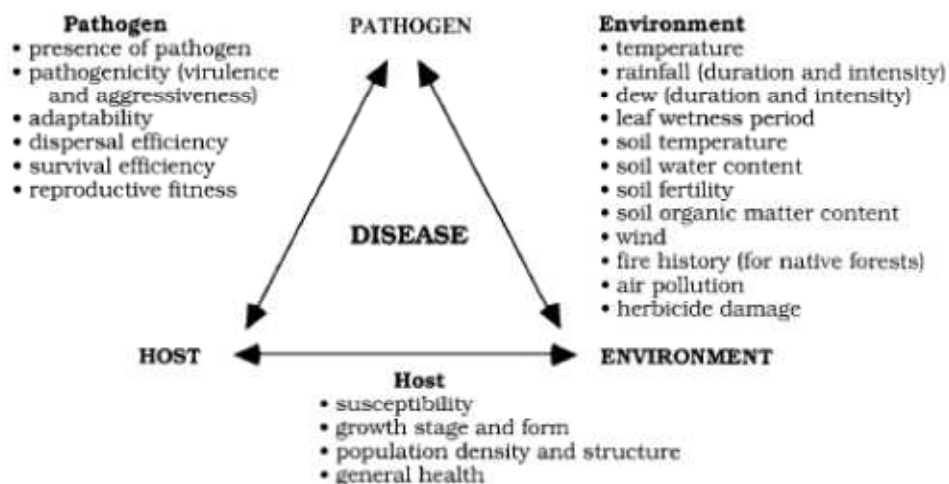 Pathogen
• presence of pathogen
• pathogenicity (virulence
and aggressiveness)
• adaptability
• dispersal efficiency
• survival efficiency
• reproductive fitness
PATHOGEN
Environment
• temperature
• rainfall (duration and intensity)
• dew (duration and intensity)
• leaf wetness period
• soil temperature
• soil water content
• soil fertility
• soil organic matter content
• wind
• fire history (for native forests)
• air pollution
• herbicide damage
DISEASE
HOST
ENVIRONMENT
Host
• susceptibility
• growth stage and form
• population density and structure
• general health